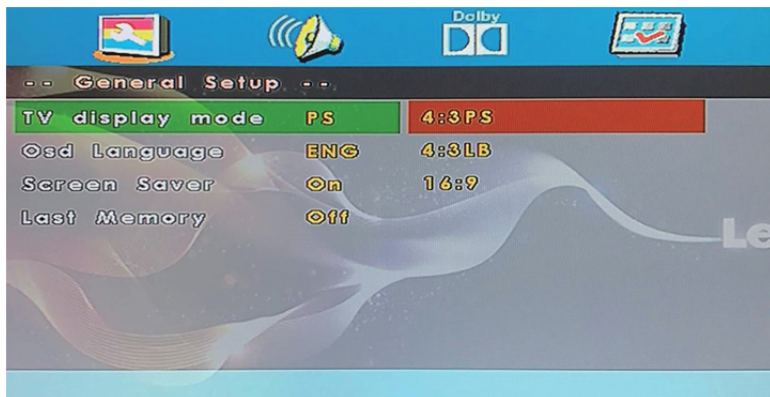 Dolby
-- General Setup --
TV display mode PS 4:3PS
Osd Language ENG 4:3LB
Screen Saver On 16:9
Last Memory Off
Le